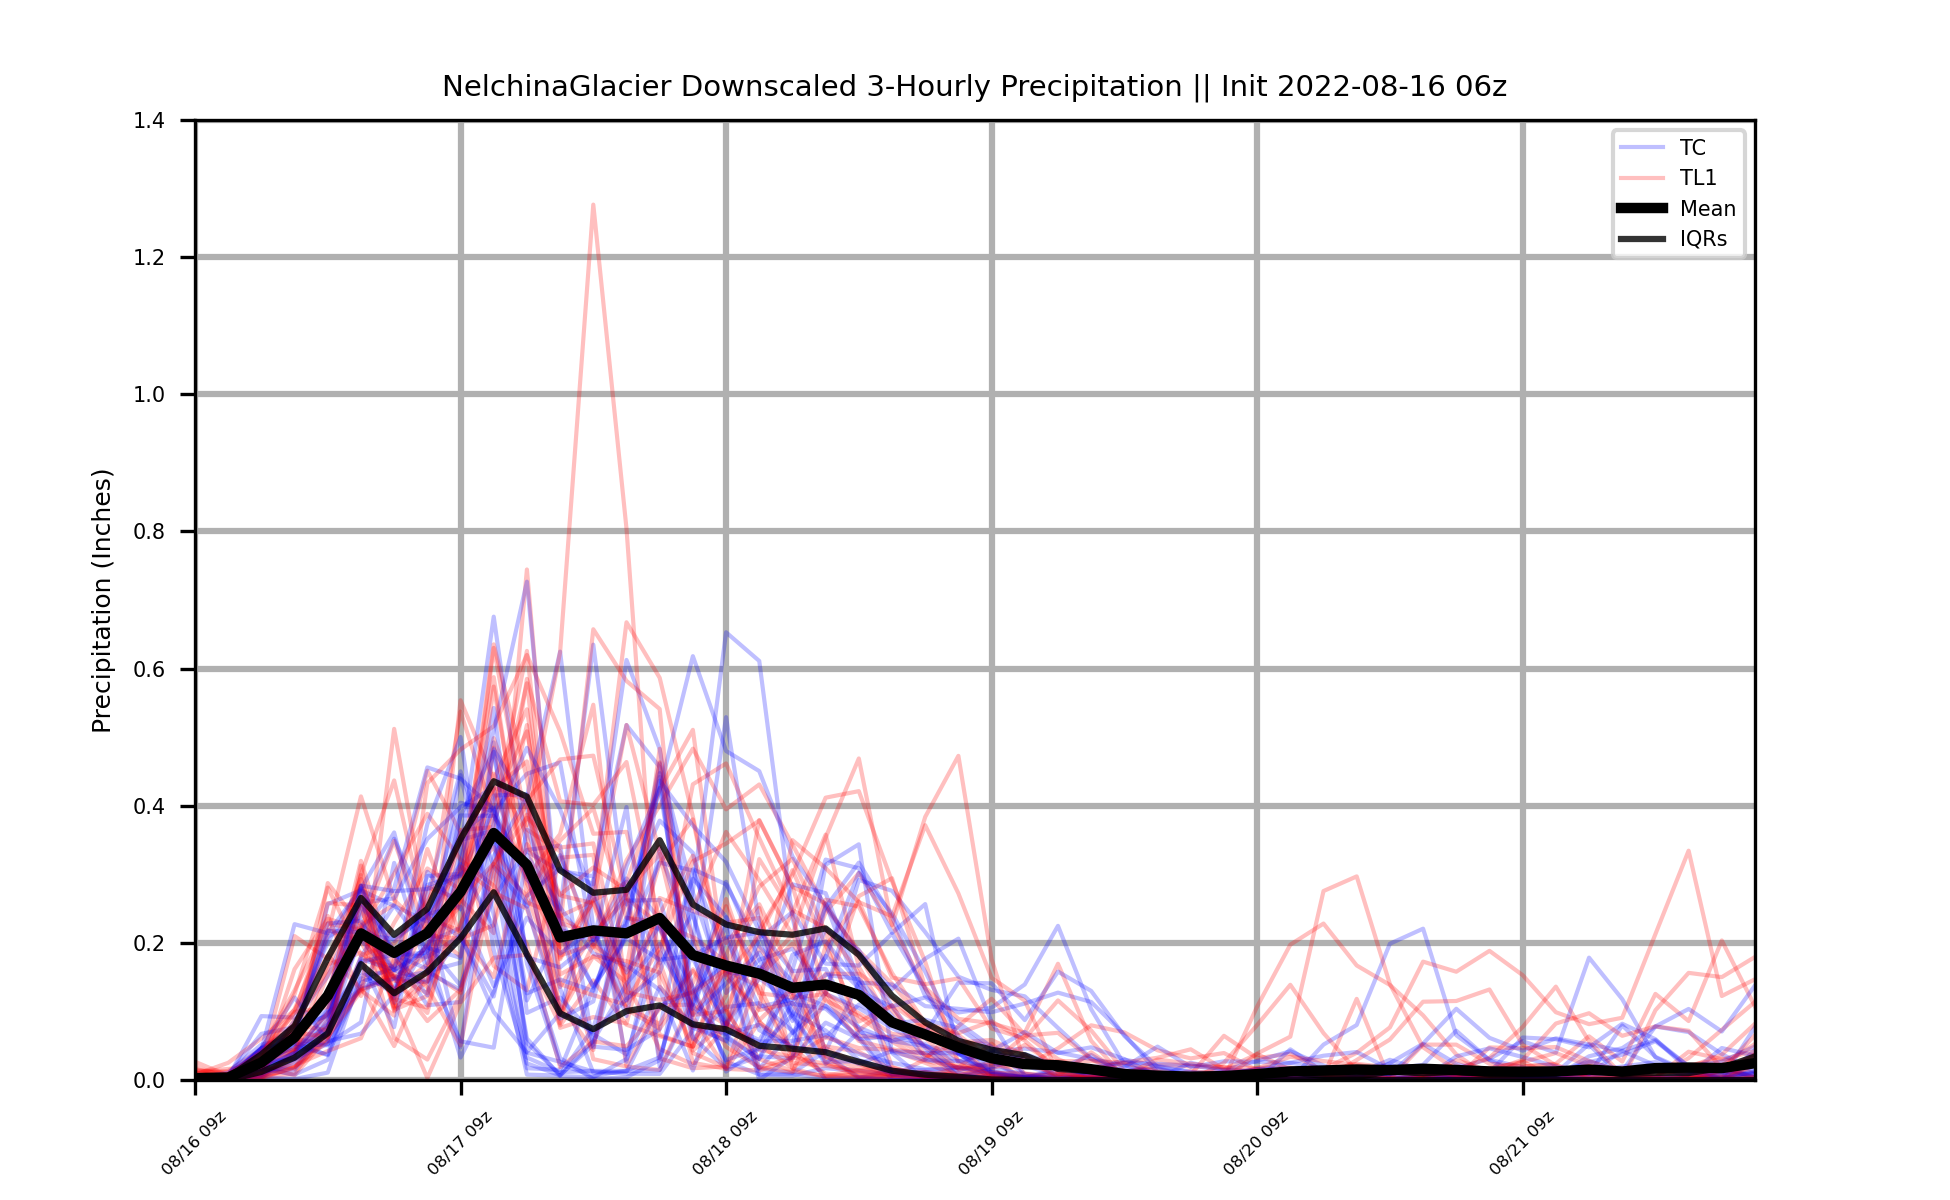 NelchinaGlacier Downscaled 3-Hourly Precipitation || Init 2022-08-16 06z
Precipitation (Inches)
1.4
1.2
1.0
0.8
0.6
0.4
0.2
0.0
TC
TL1
Mean
IQRs
08/16 09z
08/17 09z
08/18 09z
08/19 09z
08/20 09z
08/21 09z